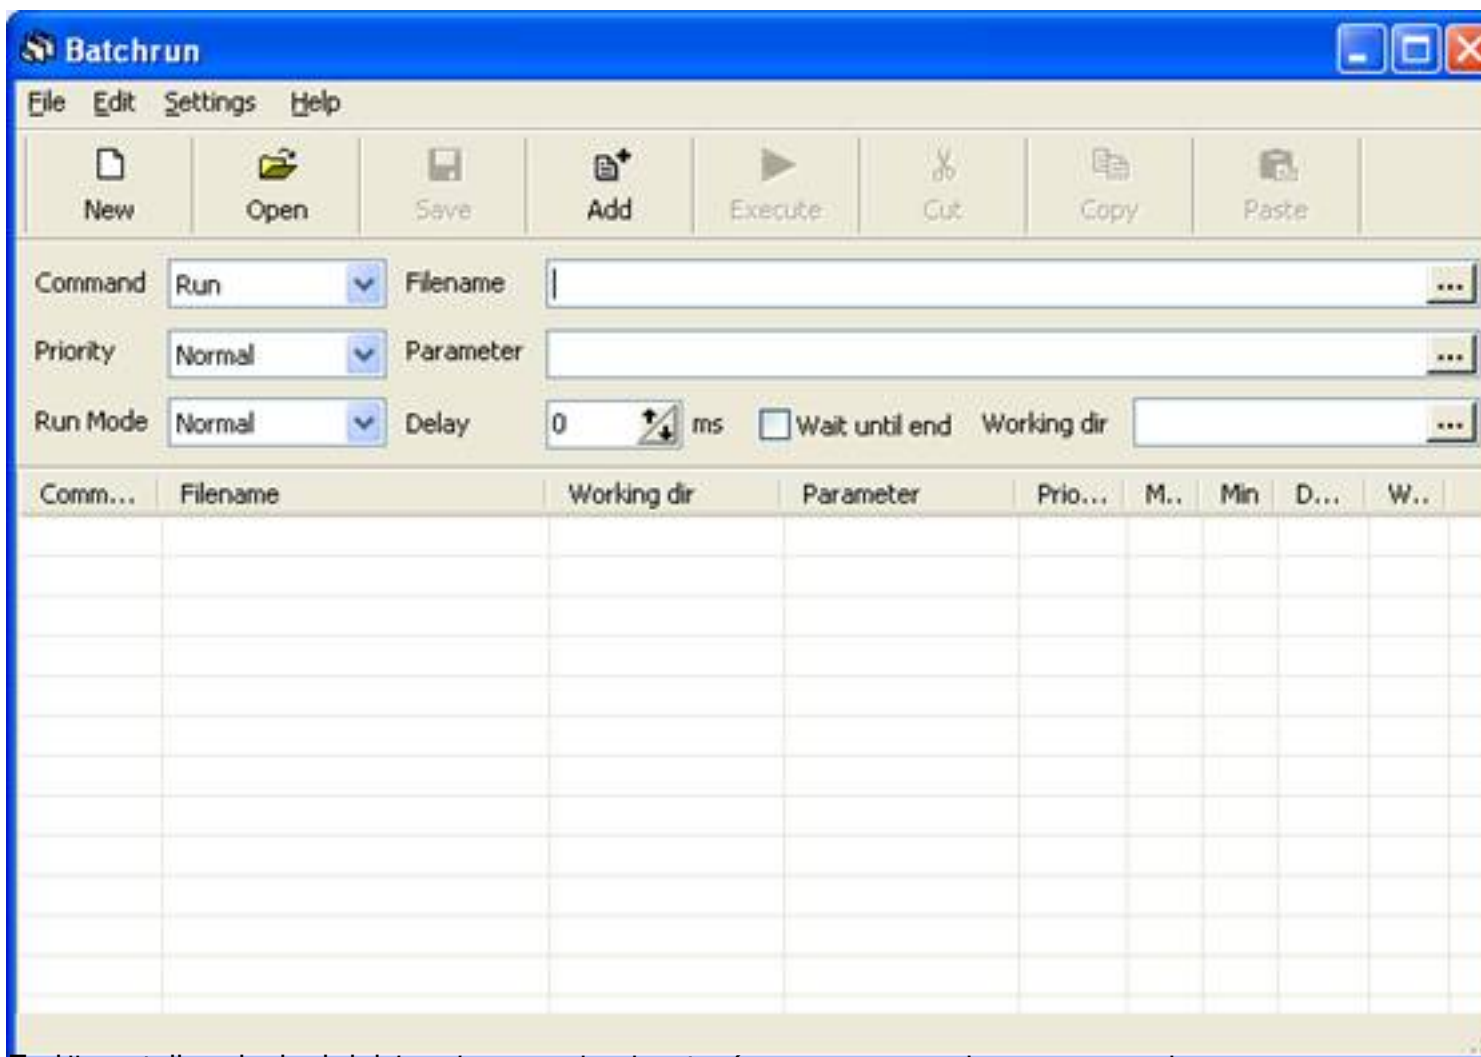 Batchrun
File Edit Settings Help
New Open Save Add Execute Cut Copy Paste
Command Run Filename
Priority Normal Parameter
Run Mode Normal Delay 0 ms Wait until end Working dir
Comm... Filename Working dir Parameter Prio... M.. Min D... W..